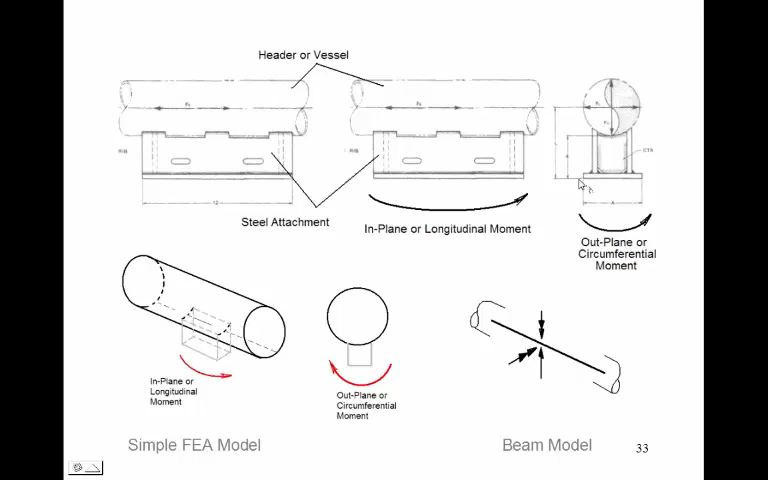 Header or Vessel
Steel Attachment
In-Plane or Longitudinal Moment
Out-Plane or
Circumferential
Moment
In-Plane or
Longitudinal
Moment
Out-Plane or
Circumferential
Moment
Simple FEA Model
Beam Model
33